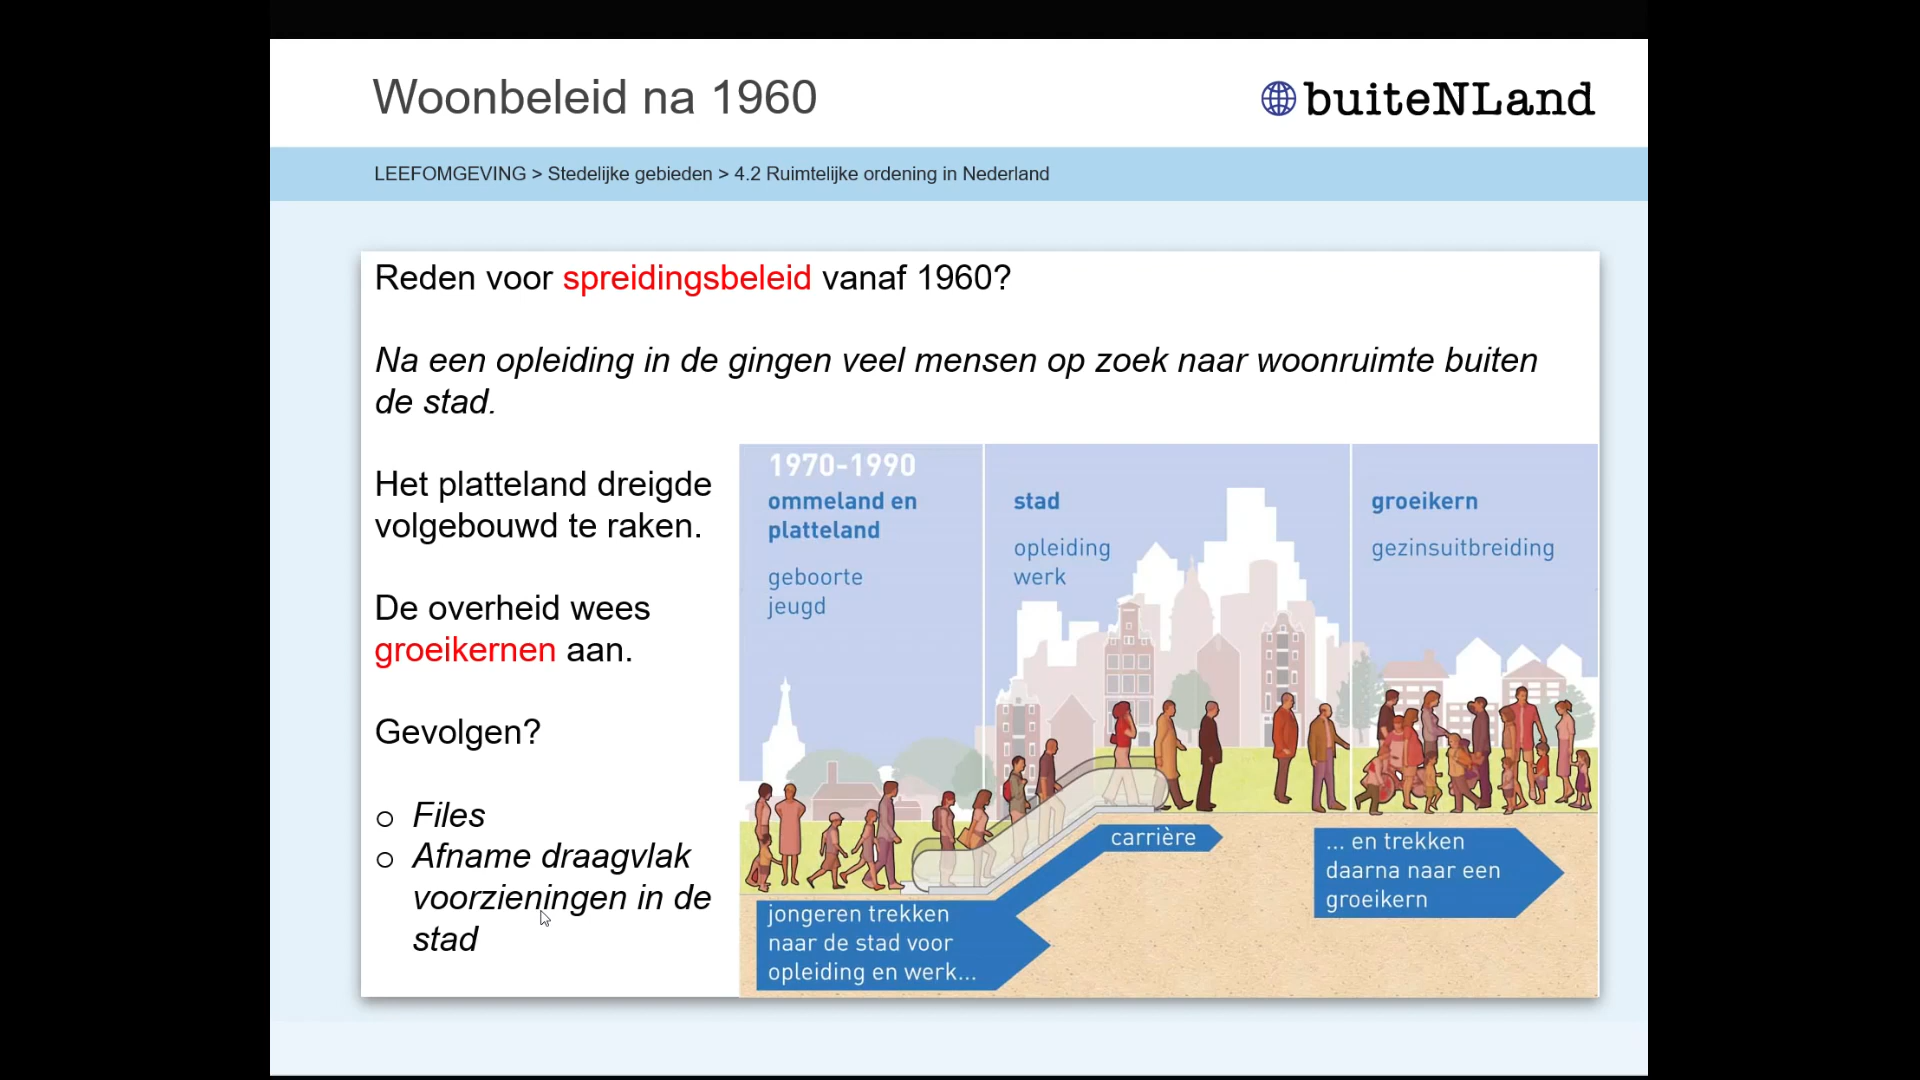 Woonbeleid na 1960
buiteNLand
LEEFOMGEVING > Stedelijke gebieden > 4.2 Ruimtelijke ordening in Nederland
Reden voor spreidingsbeleid vanaf 1960?
Na een opleiding in de gingen veel mensen op zoek naar woonruimte buiten
de stad.
Het platteland dreigde
volgebouwd te raken.
De overheid wees
groeikernen aan.
Gevolgen?
Files
Afname draagvlak
voorzieningen in de
stad
1970-1990
ommeland en
platteland
geboorte
jeugd
stad
opleiding
werk
groeikern
gezinsuitbreiding
carrière
jongeren trekken
naar de stad voor
opleiding en werk...
... en trekken
daarna naar een
groeikern